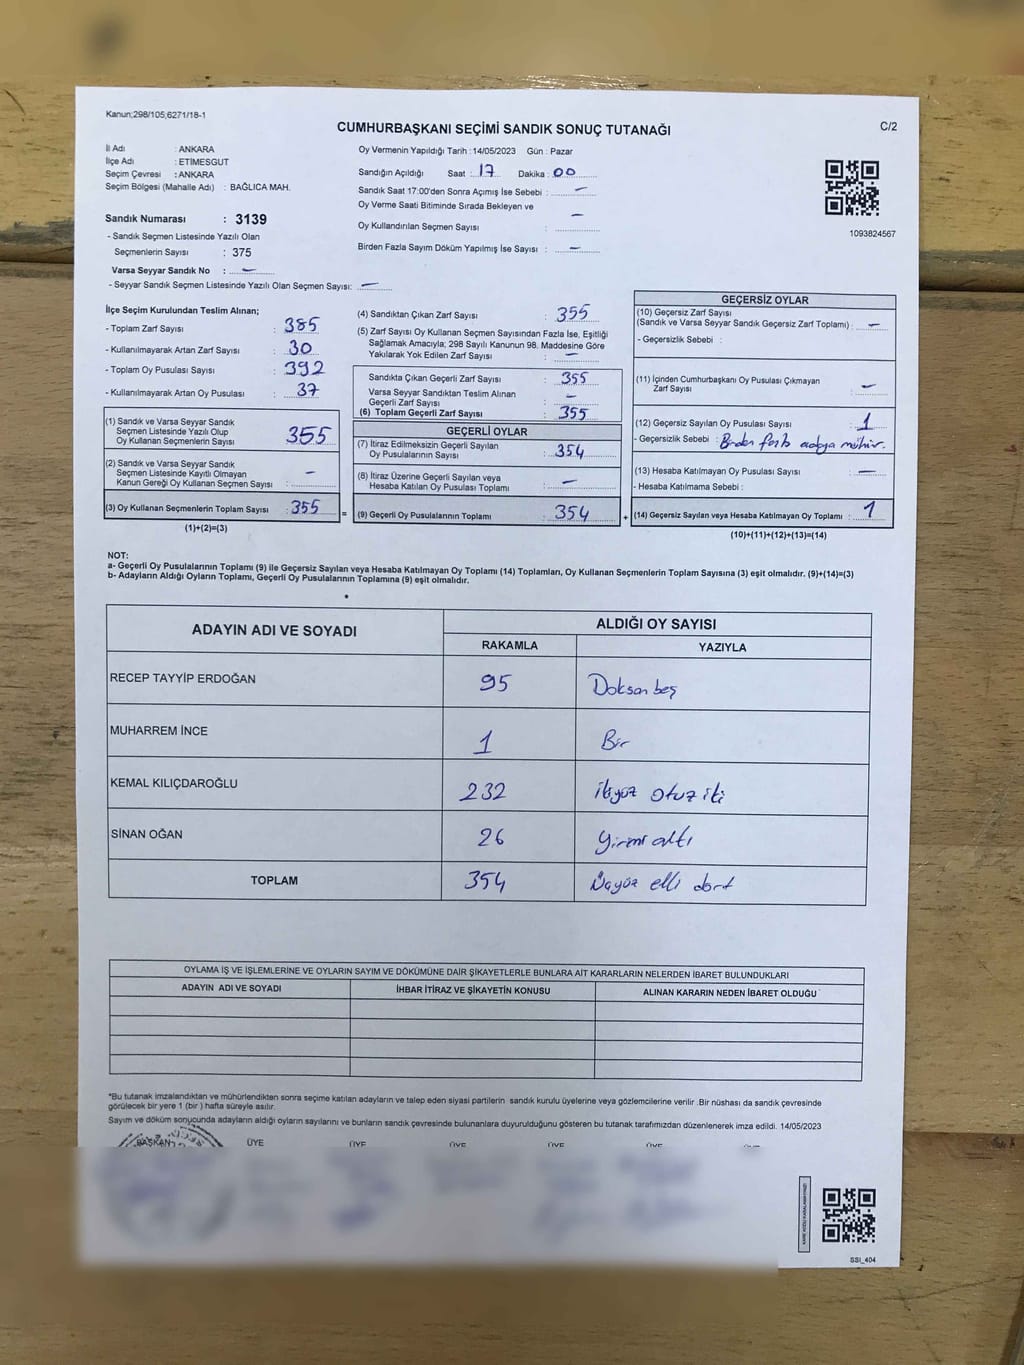 Kanun;298/105,6271/18-1
CUMHURBAŞKANI SEÇİMİ SANDIK SONUÇ TUTANAĞI
C/2
İl Adı : ANKARA
İlçe Adı : ETİMESGUT
Seçim Çevresi : ANKARA
Seçim Bölgesi (Mahalle Adı) : BAĞLICA MAH.
Sandık Numarası : 3139
- Sandık Seçmen Listesinde Yazılı Olan
Seçmenlerin Sayısı : 375
Varsa Seyyar Sandık No : —
- Seyyar Sandık Seçmen Listesinde Yazılı Olan Seçmen Sayısı: —
Oy Vermenin Yapıldığı Tarih : 14/05/2023 Gün : Pazar
Sandığın Açıldığı Saat : 17 Dakika : 00
Sandık Saat 17:00'den Sonra Açımış İse Sebebi : —
Oy Verme Saati Bitiminde Sırada Bekleyen ve
Oy Kullandırılan Seçmen Sayısı : —
Birden Fazla Sayım Döküm Yapılmış İse Sayısı : —
1093824567
İlçe Seçim Kurulundan Teslim Alınan;
- Toplam Zarf Sayısı : 385
- Kullanılmayarak Artan Zarf Sayısı : 30
- Toplam Oy Pusulası Sayısı : 392
- Kullanılmayarak Artan Oy Pusulası : 37
(1) Sandık ve Varsa Seyyar Sandık
Seçmen Listesinde Yazılı Olup
Oy Kullanan Seçmenlerin Sayısı 355
(2) Sandık ve Varsa Seyyar Sandık
Seçmen Listesinde Kayıtlı Olmayan
Kanun Gereği Oy Kullanan Seçmen Sayısı : —
(3) Oy Kullanan Seçmenlerin Toplam Sayısı : 355
(1)+(2)=(3)
(4) Sandıktan Çıkan Zarf Sayısı : 355
(5) Zarf Sayısı Oy Kullanan Seçmen Sayısından Fazla İse, Eşitliği
Sağlamak Amacıyla; 298 Sayılı Kanunun 98. Maddesine Göre
Yakılarak Yok Edilen Zarf Sayısı : —
Sandıkta Çıkan Geçerli Zarf Sayısı : 355
Varsa Seyyar Sandıktan Teslim Alınan
Geçerli Zarf Sayısı : —
(6) Toplam Geçerli Zarf Sayısı : 355
GEÇERLİ OYLAR
(7) İtiraz Edilmeksizin Geçerli Sayılan
Oy Pusulalarının Sayısı : 354
(8) İtiraz Üzerine Geçerli Sayılan veya
Hesaba Katılan Oy Pusulası Toplamı : —
= (9) Geçerli Oy Pusulalarının Toplamı : 354 +
GEÇERSİZ OYLAR
(10) Geçersiz Zarf Sayısı
(Sandık ve Varsa Seyyar Sandık Geçersiz Zarf Toplamı) : —
- Geçersizlik Sebebi :
(11) İçinden Cumhurbaşkanı Oy Pusulası Çıkmayan
Zarf Sayısı : —
(12) Geçersiz Sayılan Oy Pusulası Sayısı : 1
- Geçersizlik Sebebi : Birden fazla adaya mühür.
(13) Hesaba Katılmayan Oy Pusulası Sayısı : —
- Hesaba Katılmama Sebebi :
(14) Geçersiz Sayılan veya Hesaba Katılmayan Oy Toplamı : 1
(10)+(11)+(12)+(13)=(14)
NOT:
a- Geçerli Oy Pusulalarının Toplamı (9) ile Geçersiz Sayılan veya Hesaba Katılmayan Oy Toplamı (14) Toplamları, Oy Kullanan Seçmenlerin Toplam Sayısına (3) eşit olmalıdır. (9)+(14)=(3)
b- Adayların Aldığı Oyların Toplamı, Geçerli Oy Pusulalarının Toplamına (9) eşit olmalıdır.
ADAYIN ADI VE SOYADI ALDIĞI OY SAYISI
RAKAMLA YAZIYLA
RECEP TAYYİP ERDOĞAN 95 Doksan beş
MUHARREM İNCE 1 Bir
KEMAL KILIÇDAROĞLU 232 ikiyüz otuz iki
SİNAN OĞAN 26 Yirmi altı
TOPLAM 354 Üçyüz elli dört
OYLAMA İŞ VE İŞLEMLERİNE VE OYLARIN SAYIM VE DÖKÜMÜNE DAİR ŞİKAYETLERLE BUNLARA AİT KARARLARIN NELERDEN İBARET BULUNDUKLARI
ADAYIN ADI VE SOYADI İHBAR İTİRAZ VE ŞİKAYETİN KONUSU ALINAN KARARIN NEDEN İBARET OLDUĞU
*Bu tutanak imzalandıktan ve mühürlendikten sonra seçime katılan adayların ve talep eden siyasi partilerin sandık kurulu üyelerine veya gözlemcilerine verilir .Bir nüshası da sandık çevresinde
görülecek bir yere 1 (bir ) hafta süreyle asılır.
Sayım ve döküm sonucunda adayların aldığı oyların sayılarını ve bunların sandık çevresinde bulunanlara duyurulduğunu gösteren bu tutanak tarafımızdan düzenlenerek imza edildi. 14/05/2023
BAŞKAN ÜYE ÜYE ÜYE ÜYE ÜYE
SSI_404